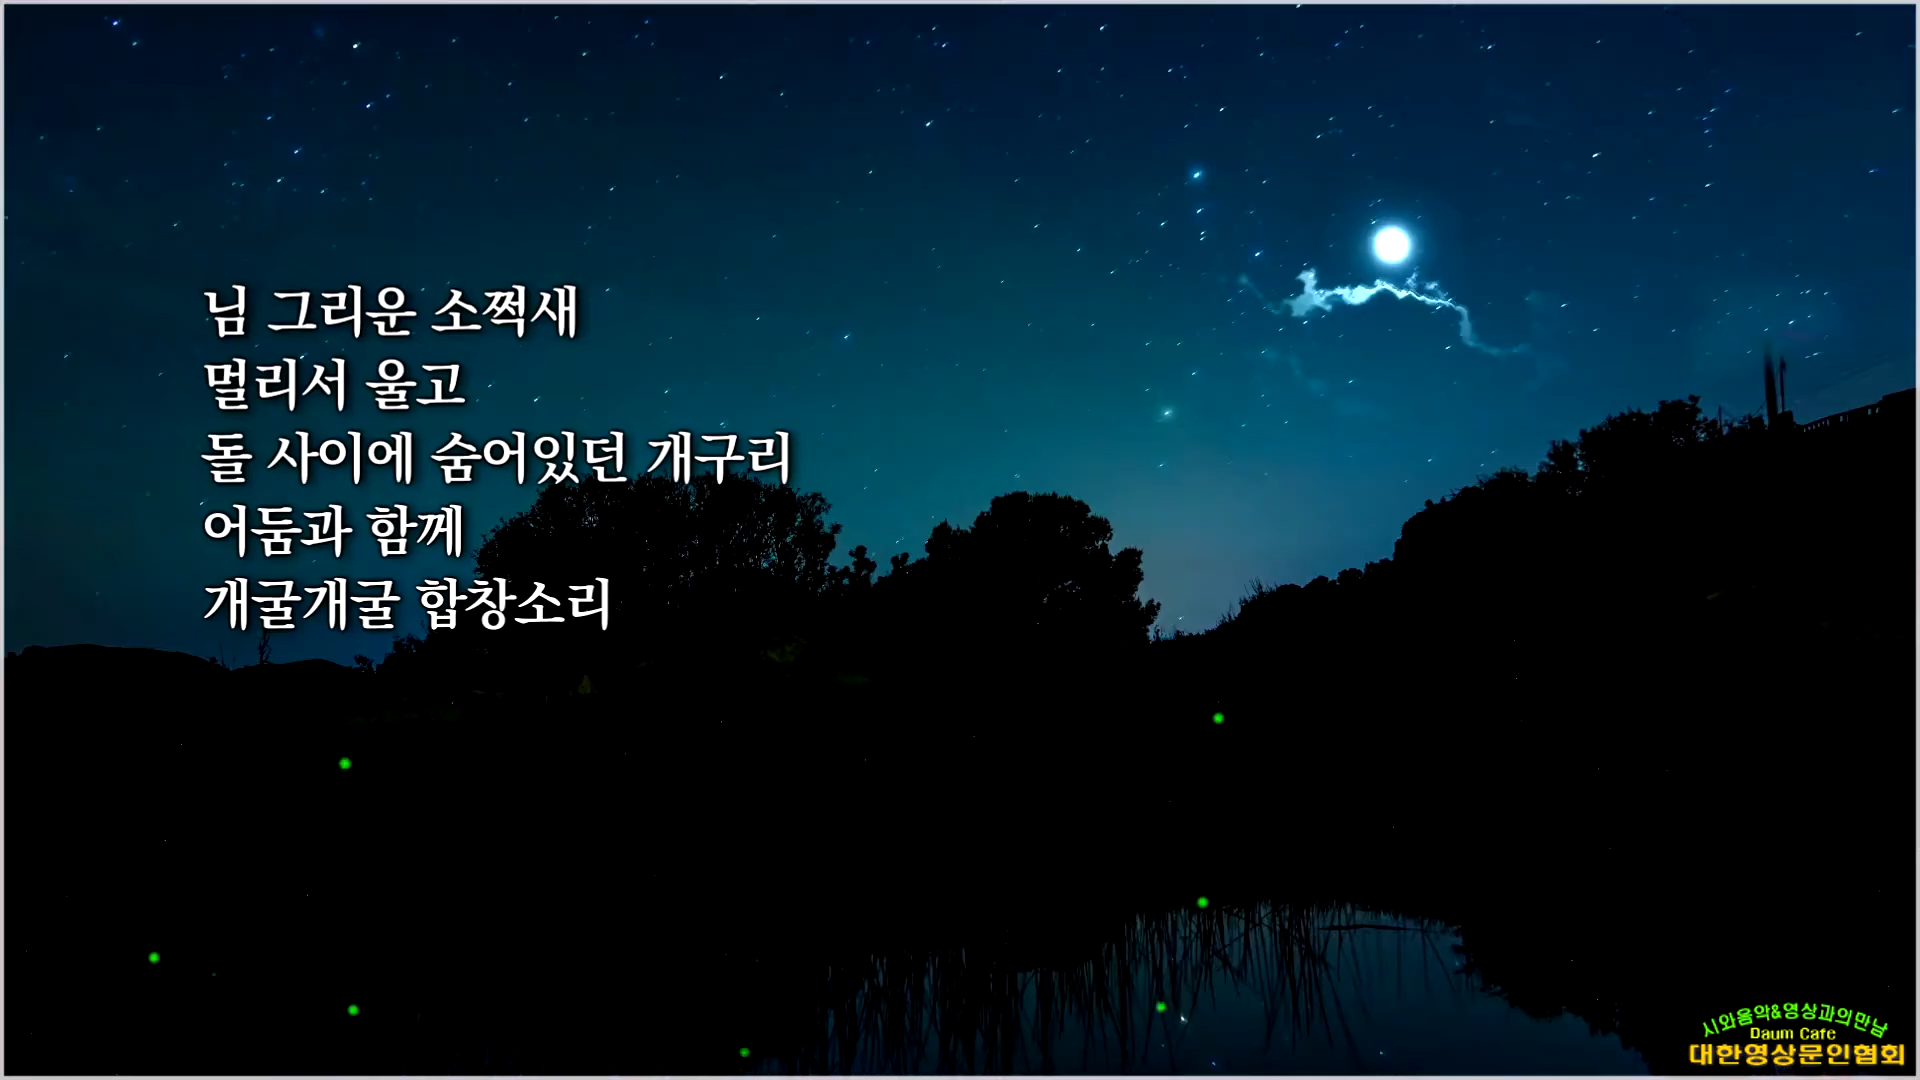 님 그리운 소쩍새
멀리서 울고
돌 사이에 숨어있던 개구리
어둠과 함께
개굴개굴 합창소리
시와음악&영상과의만남
Daum Cafe
대한영상문인협회